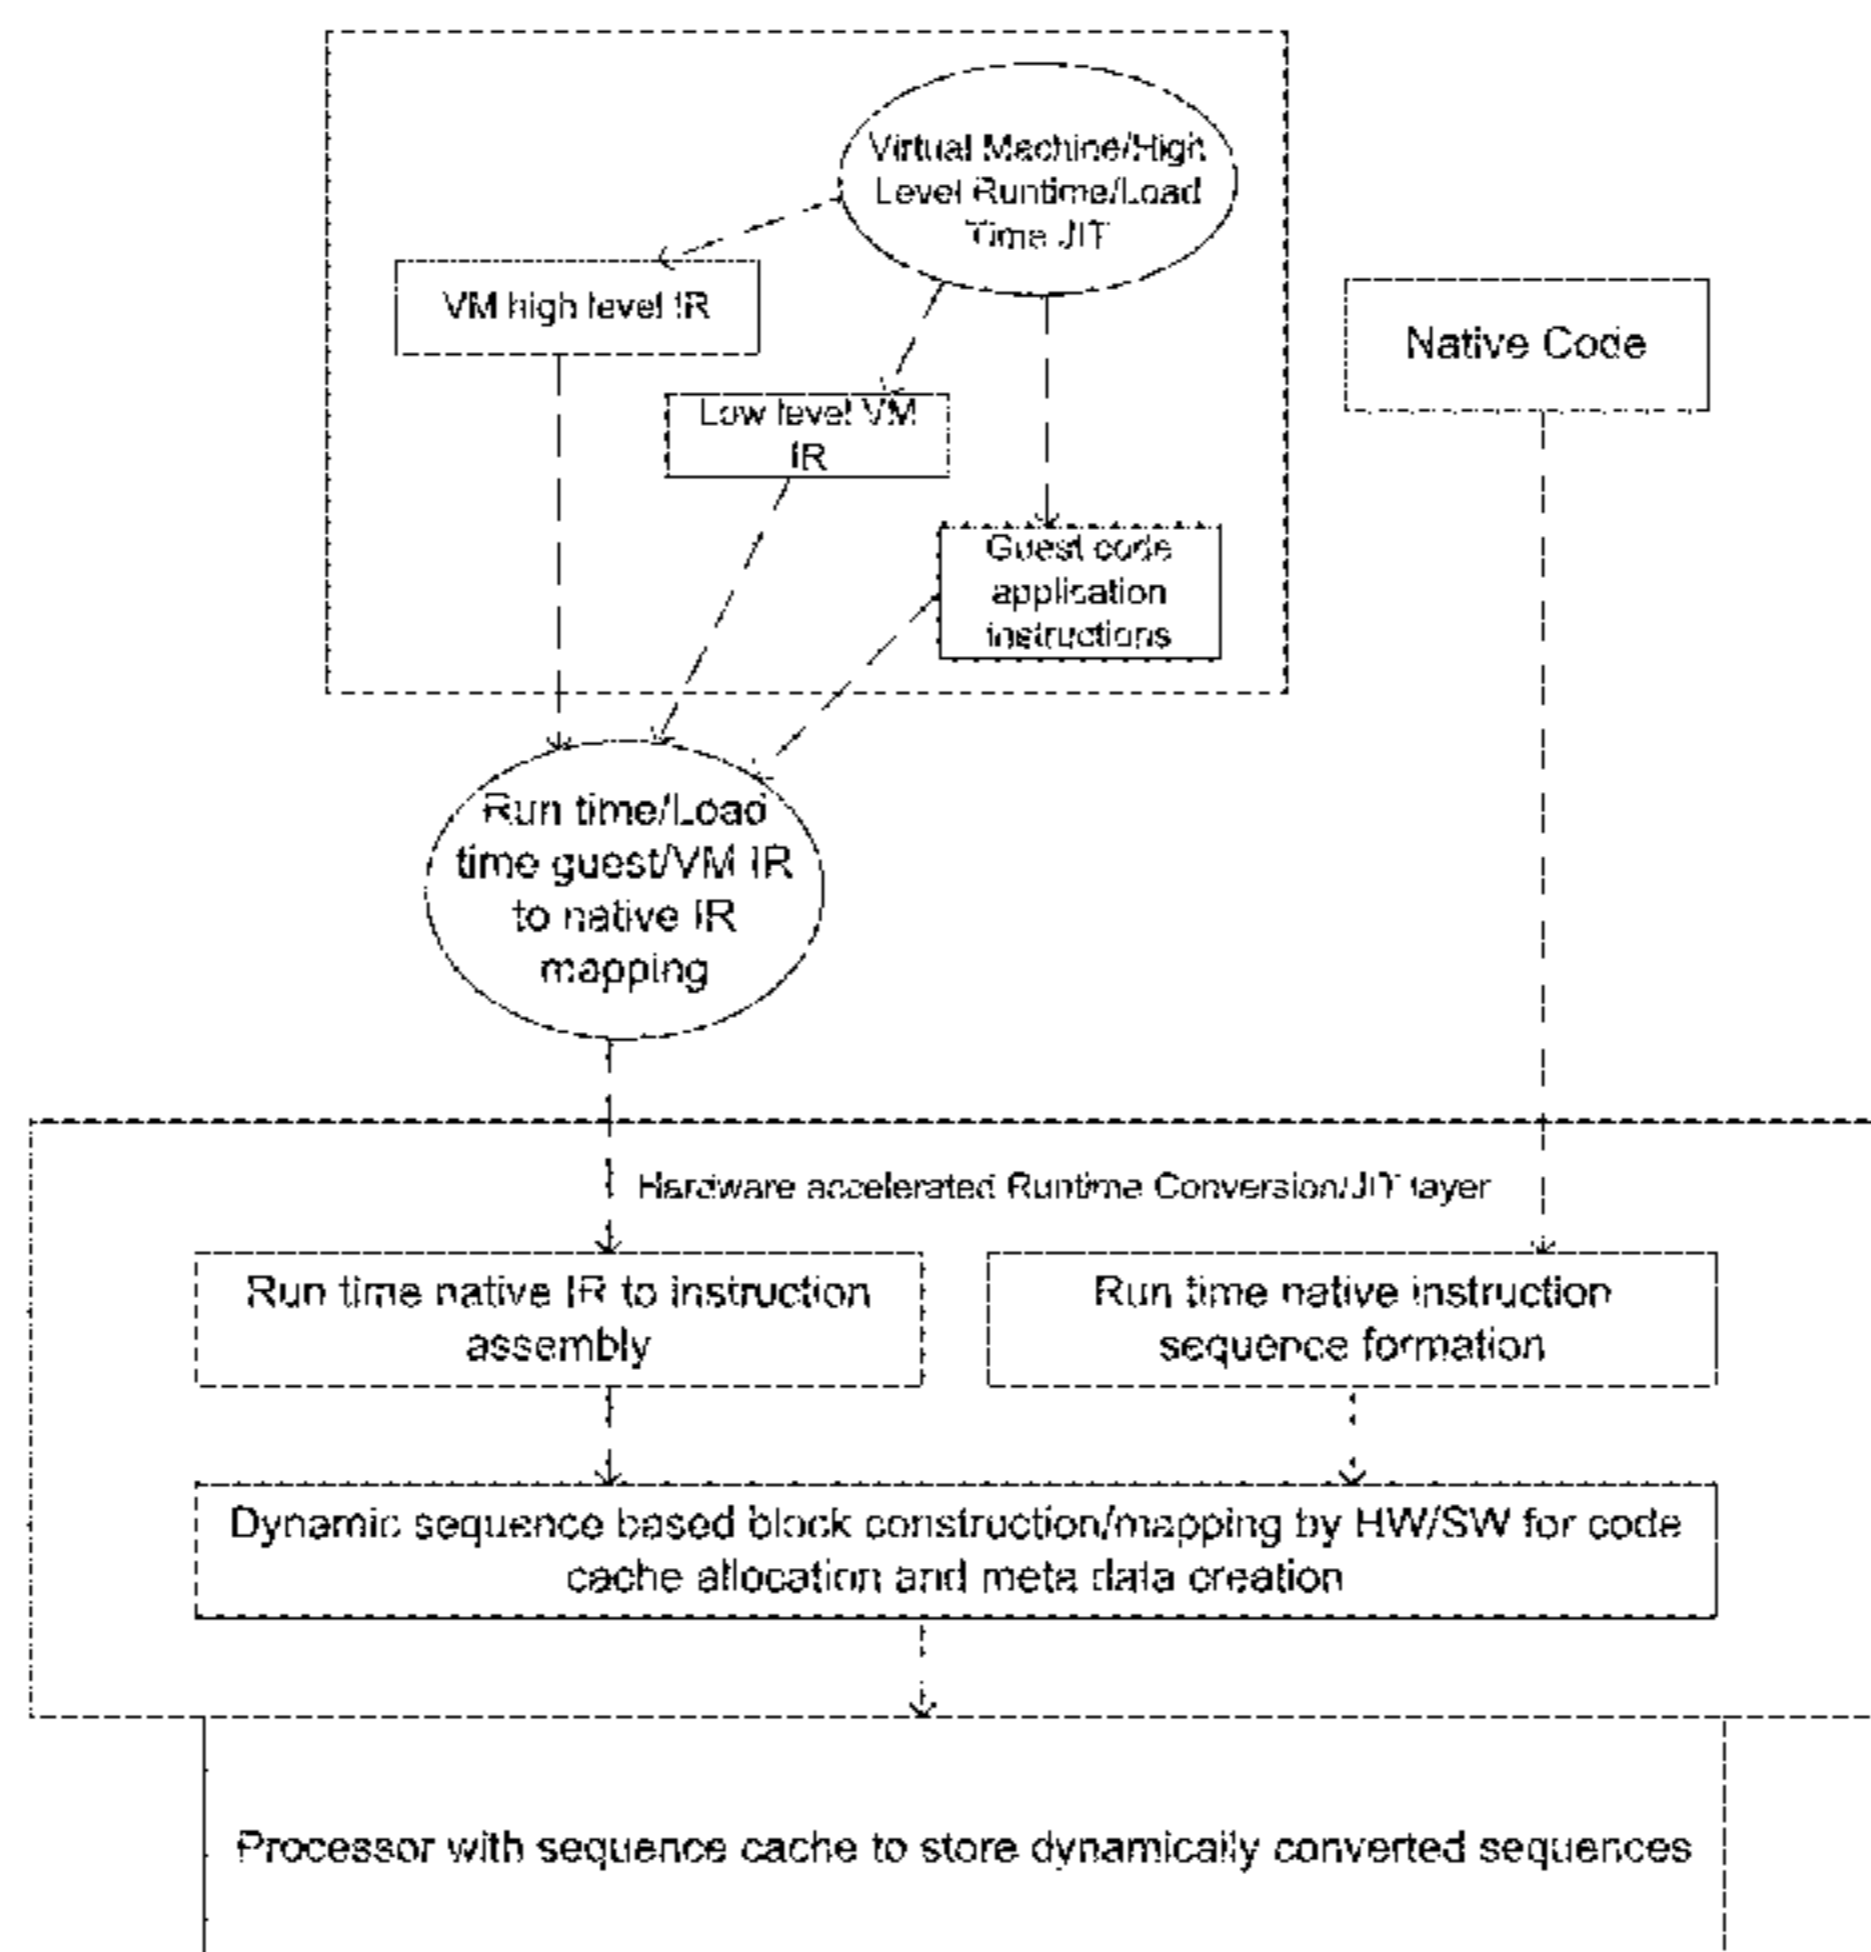 Virtual Machine/High
Level Runtime/Load
Time JIT
VM high level IR
Native Code
Low level VM
IR
Guest code
application
instructions
Run time/Load
time guest/VM IR
to native IR
mapping
Hardware accelerated Runtime Conversion/JIT layer
Run time native IR to instruction
assembly
Run time native instruction
sequence formation
Dynamic sequence based block construction/mapping by HW/SW for code
cache allocation and meta data creation
Processor with sequence cache to store dynamically converted sequences